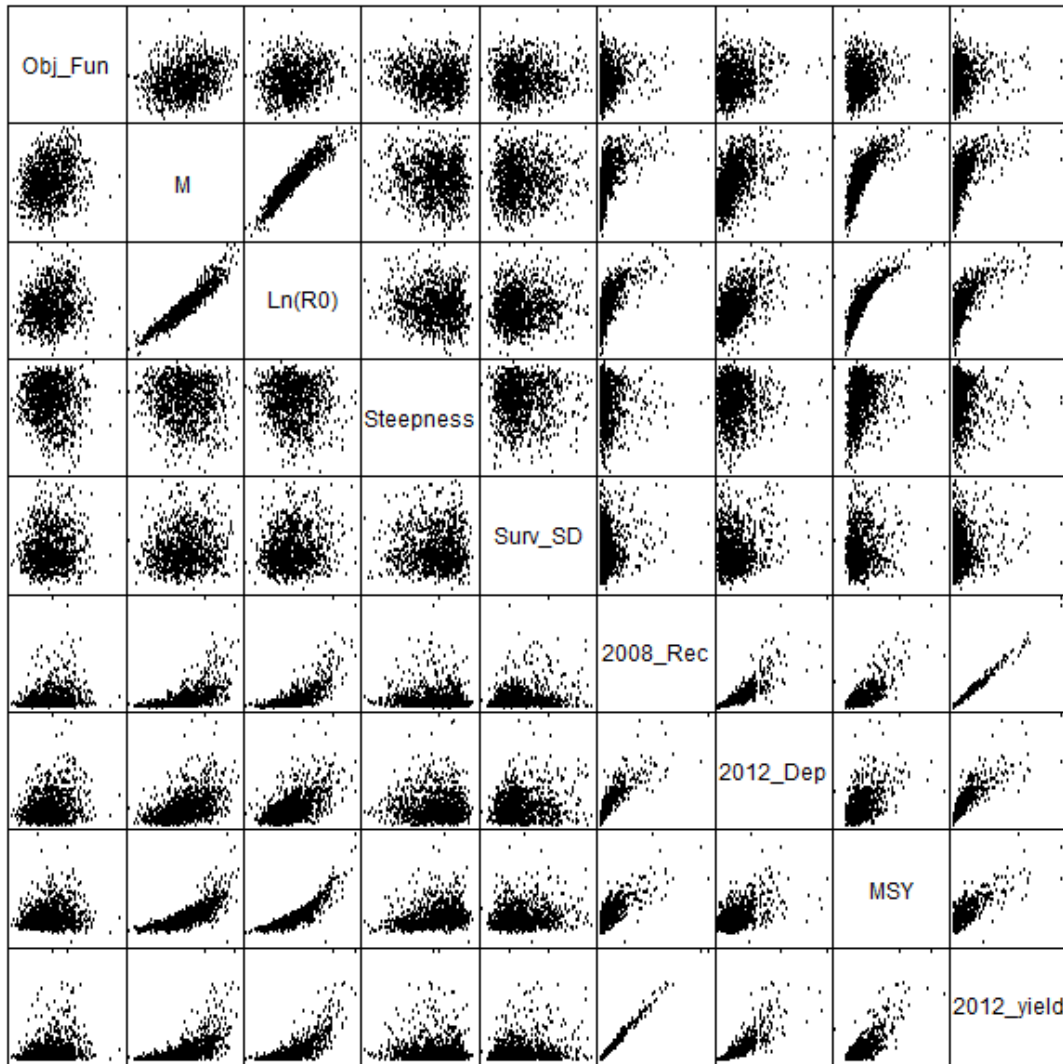 Obj_Fun
M
Ln(R0)
Steepness
Surv_SD
2008_Rec
2012_Dep
MSY
2012_yield